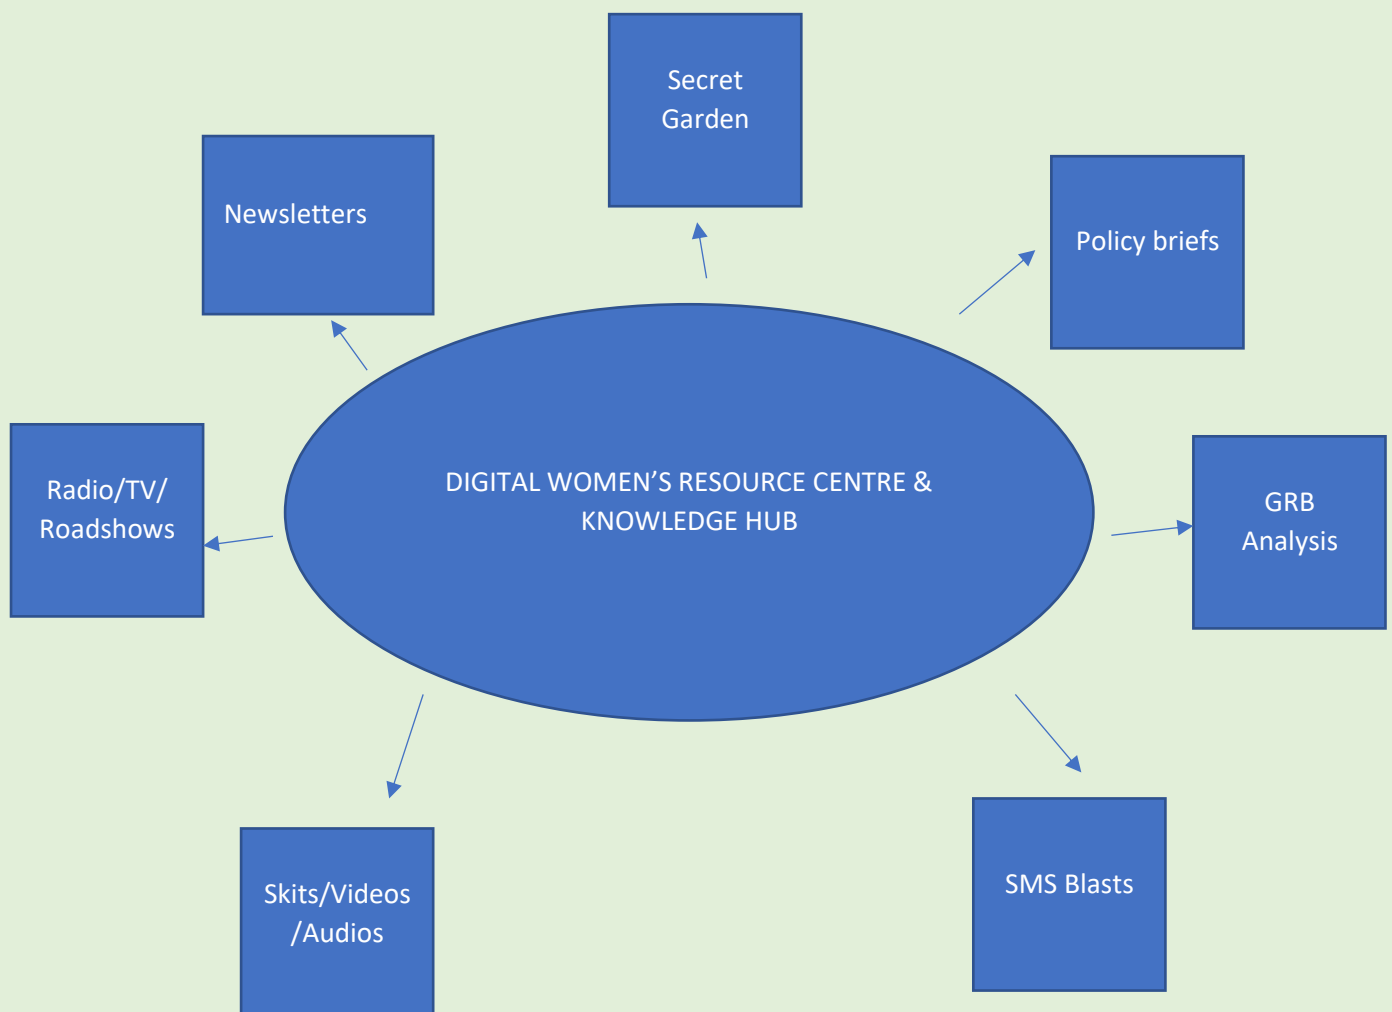 Secret
Garden
Newsletters
Policy briefs
Radio/TV/
Roadshows
DIGITAL WOMEN’S RESOURCE CENTRE &
KNOWLEDGE HUB
GRB
Analysis
Skits/Videos
/Audios
SMS Blasts